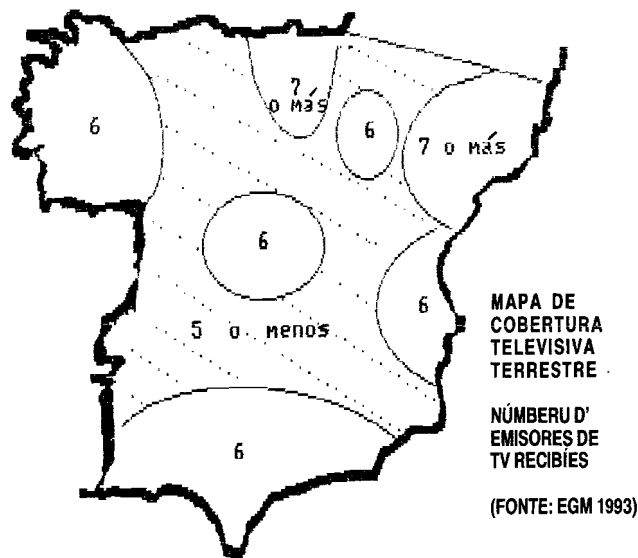 7
o más
6
6
7 o más
6
6
5 o menos
6
MAPA DE
COBERTURA
TELEVISIVA
TERRESTRE
NÚMBERU D'
EMISORES DE
TV RECIBÍES
(FONTE: EGM 1993)